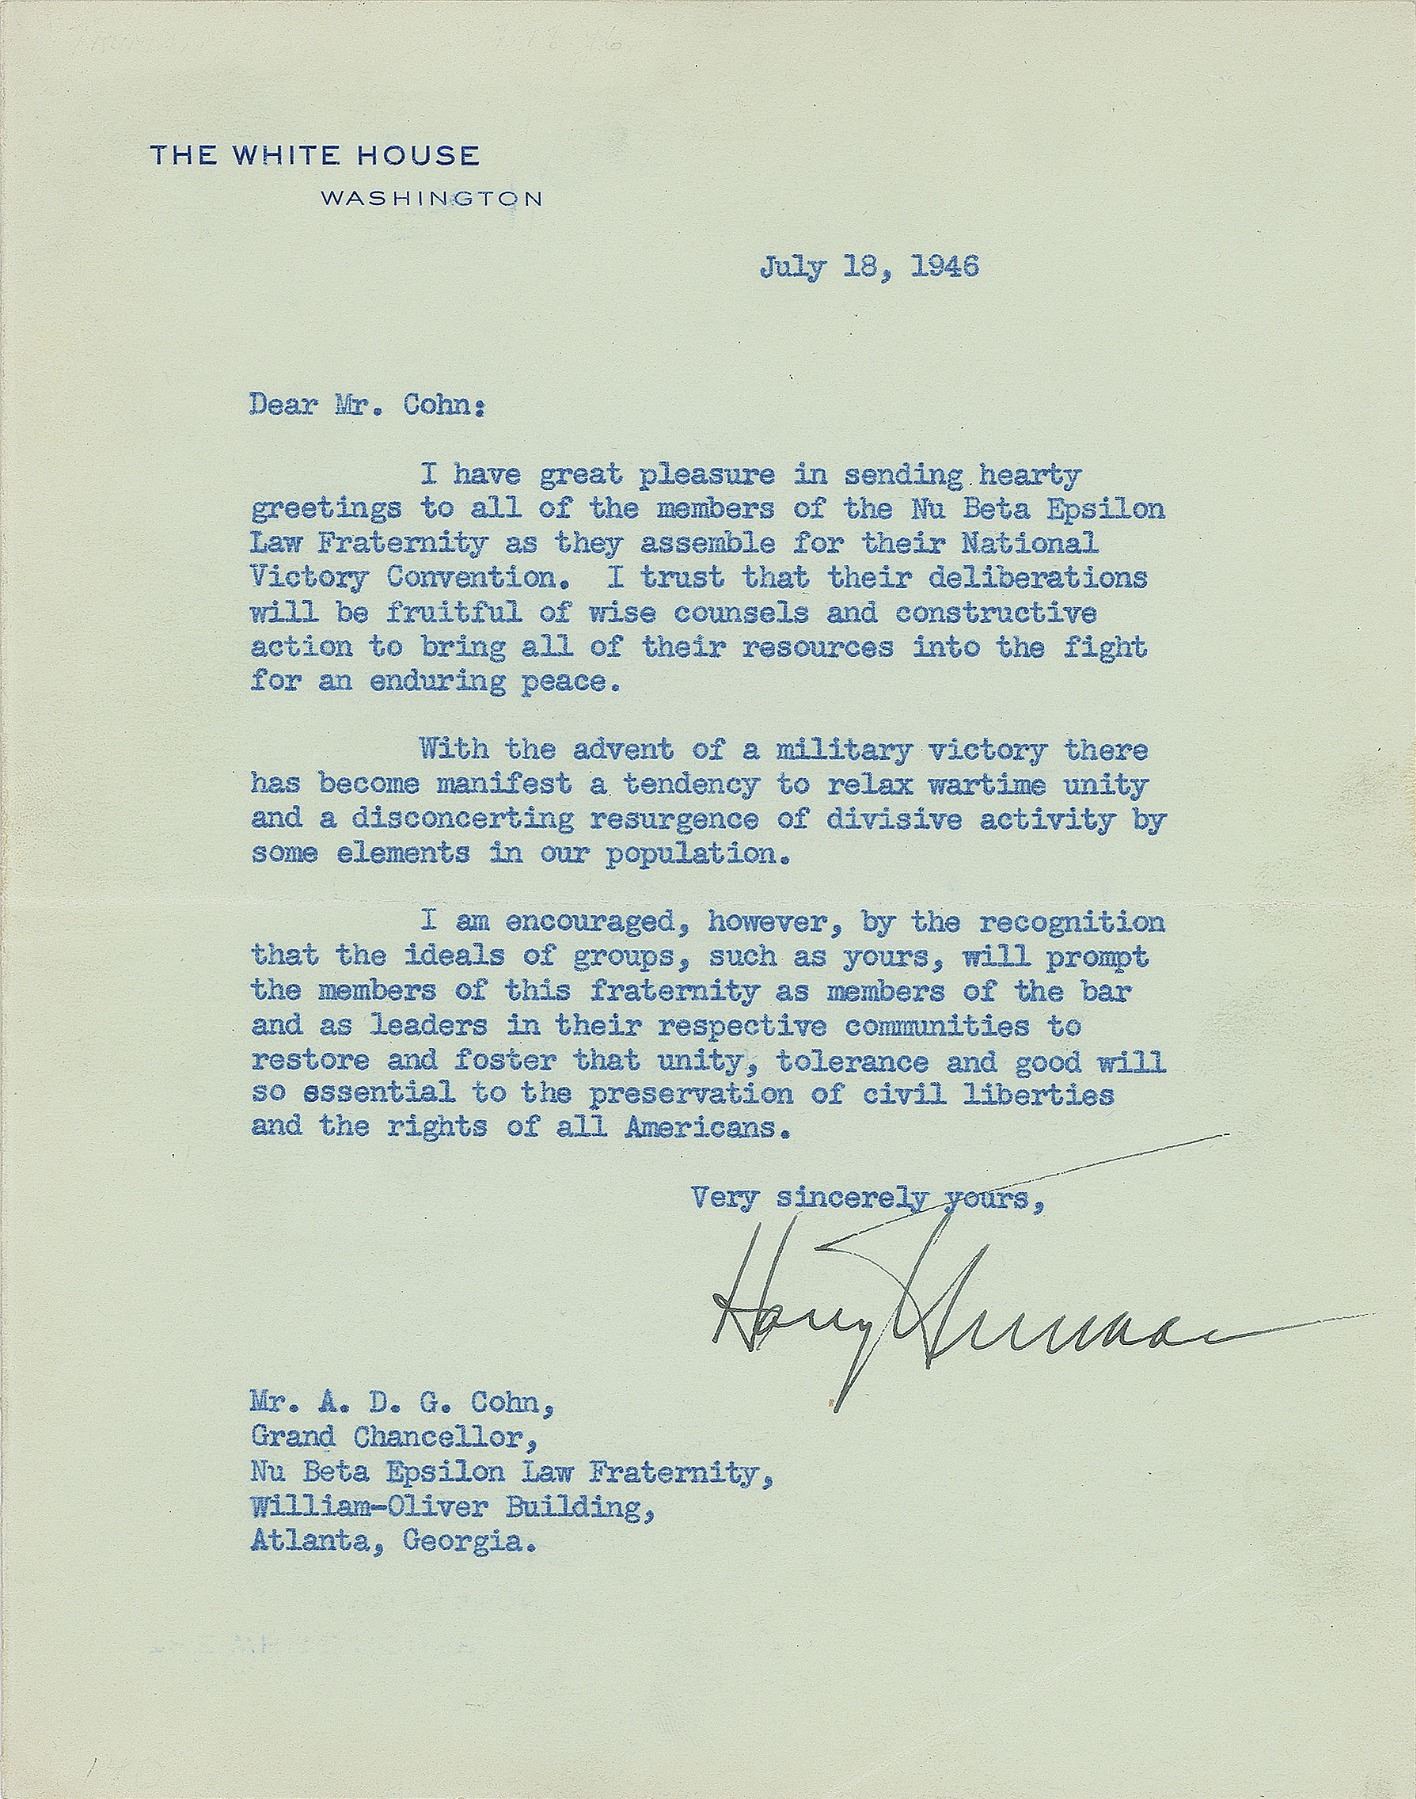 THE WHITE HOUSE
WASHINGTON
July 18, 1946
Dear Mr. Cohn:
I have great pleasure in sending hearty
greetings to all of the members of the Nu Beta Epsilon
Law Fraternity as they assemble for their National
Victory Convention. I trust that their deliberations
will be fruitful of wise counsels and constructive
action to bring all of their resources into the fight
for an enduring peace.
With the advent of a military victory there
has become manifest a tendency to relax wartime unity
and a disconcerting resurgence of divisive activity by
some elements in our population.
I am encouraged, however, by the recognition
that the ideals of groups, such as yours, will prompt
the members of this fraternity as members of the bar
and as leaders in their respective communities to
restore and foster that unity, tolerance and good will
so essential to the preservation of civil liberties
and the rights of all Americans.
Very sincerely yours,
Harry Truman
Mr. A. D. G. Cohn,
Grand Chancellor,
Nu Beta Epsilon Law Fraternity,
William-Oliver Building,
Atlanta, Georgia.